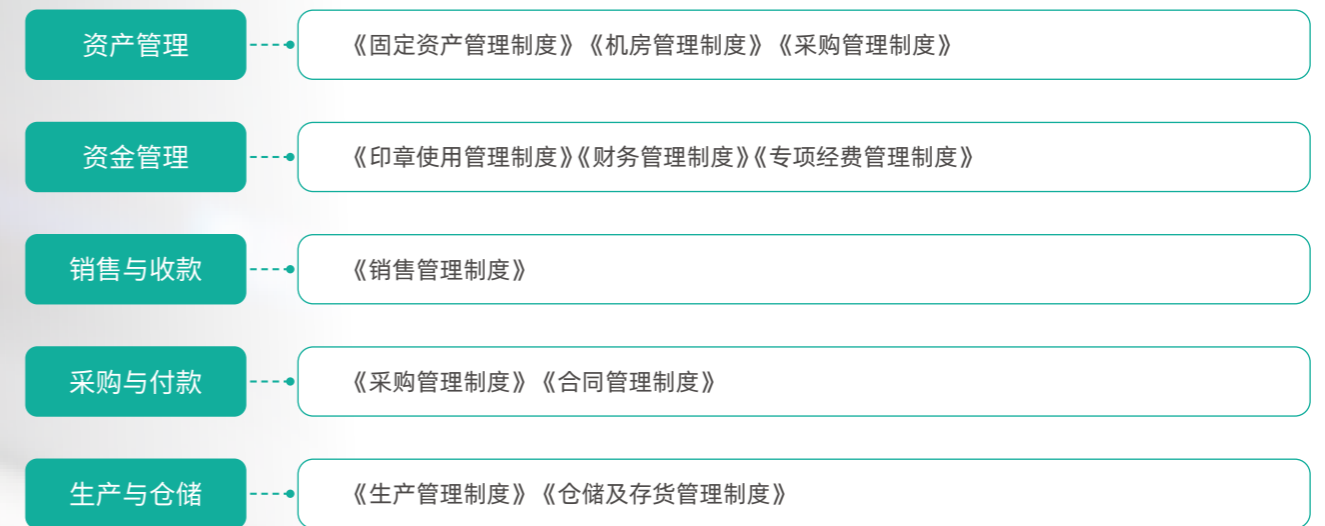 资产管理
《固定资产管理制度》《机房管理制度》《采购管理制度》
资金管理
《印章使用管理制度》《财务管理制度》《专项经费管理制度》
销售与收款
《销售管理制度》
采购与付款
《采购管理制度》《合同管理制度》
生产与仓储
《生产管理制度》《仓储及存货管理制度》